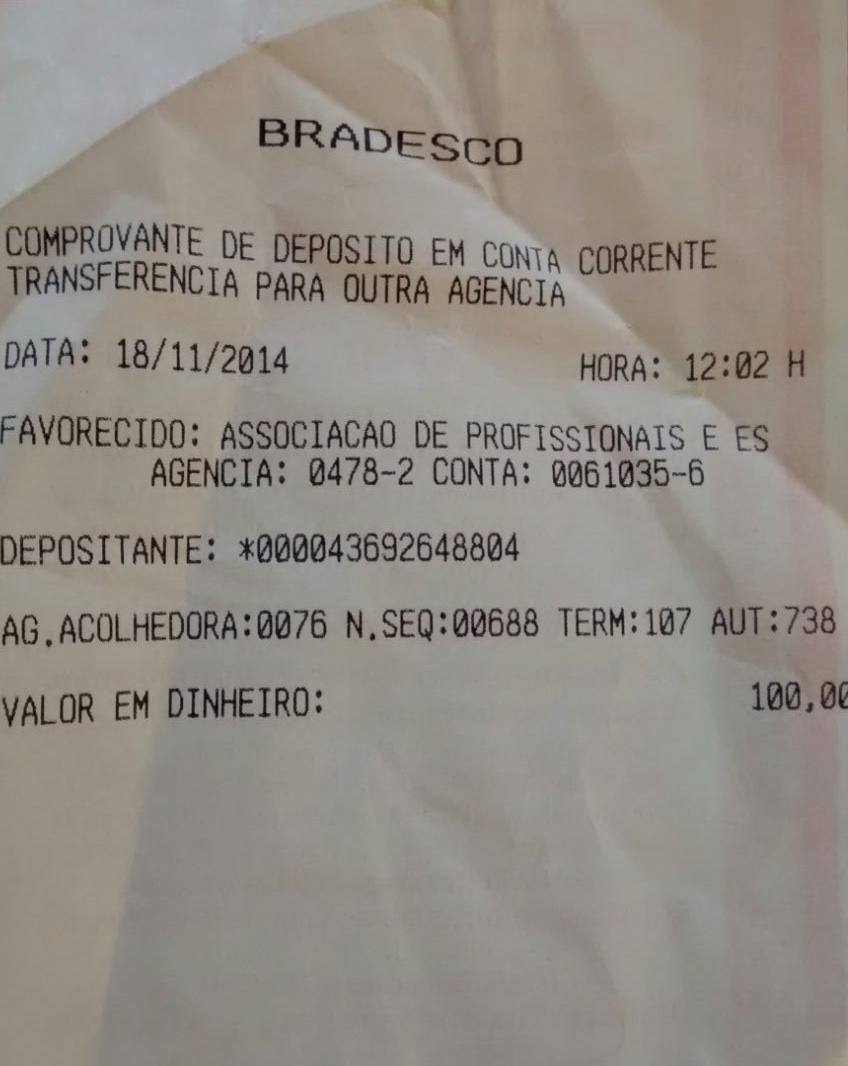 BRADESCO
COMPROVANTE DE DEPOSITO EM CONTA CORRENTE
TRANSFERENCIA PARA OUTRA AGENCIA
DATA: 18/11/2014 HORA: 12:02 H
FAVORECIDO: ASSOCIACAO DE PROFISSIONAIS E ES
AGENCIA: 0478-2 CONTA: 0061035-6
DEPOSITANTE: *000043692648804
AG.ACOLHEDORA:0076 N.SEQ:00688 TERM:107 AUT:738
VALOR EM DINHEIRO: 100,00